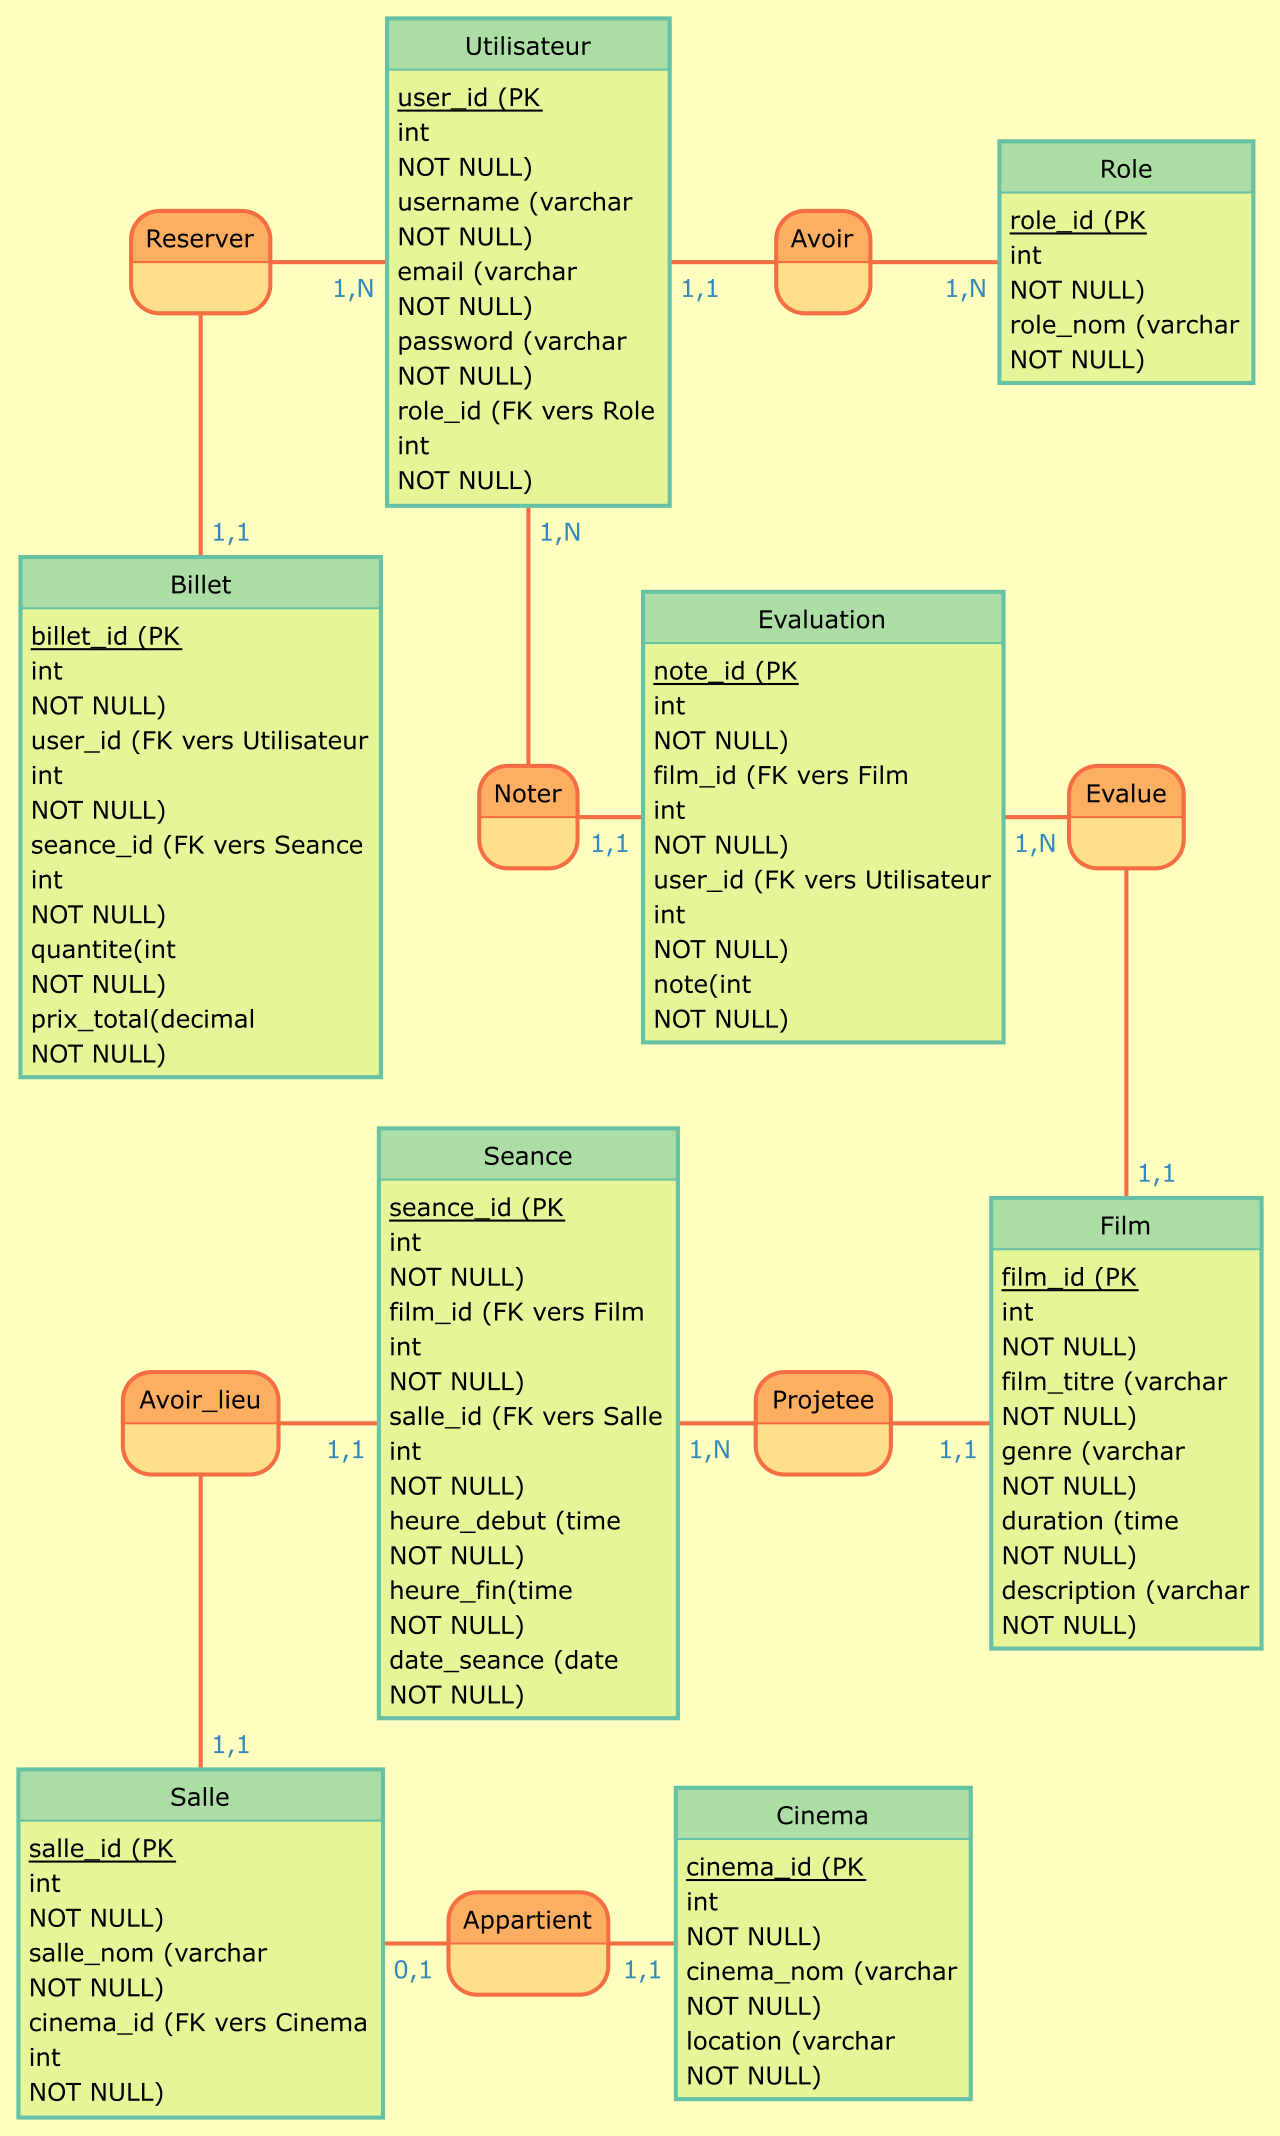 Utilisateur
user_id (PK
int
NOT NULL)
username (varchar
NOT NULL)
email (varchar
NOT NULL)
password (varchar
NOT NULL)
role_id (FK vers Role
int
NOT NULL)
Role
role_id (PK
int
NOT NULL)
role_nom (varchar
NOT NULL)
Reserver
1,N
1,1
Avoir
1,1
1,N
1,N
Billet
billet_id (PK
int
NOT NULL)
user_id (FK vers Utilisateur
int
NOT NULL)
seance_id (FK vers Seance
int
NOT NULL)
quantite(int
NOT NULL)
prix_total(decimal
NOT NULL)
Noter
1,1
Evaluation
note_id (PK
int
NOT NULL)
film_id (FK vers Film
int
NOT NULL)
user_id (FK vers Utilisateur
int
NOT NULL)
note(int
NOT NULL)
Evalue
1,N
1,1
Seance
seance_id (PK
int
NOT NULL)
film_id (FK vers Film
int
NOT NULL)
salle_id (FK vers Salle
int
NOT NULL)
heure_debut (time
NOT NULL)
heure_fin(time
NOT NULL)
date_seance (date
NOT NULL)
Film
film_id (PK
int
NOT NULL)
film_titre (varchar
NOT NULL)
genre (varchar
NOT NULL)
duration (time
NOT NULL)
description (varchar
NOT NULL)
Avoir_lieu
1,1
1,1
Projetee
1,N
1,1
Salle
salle_id (PK
int
NOT NULL)
salle_nom (varchar
NOT NULL)
cinema_id (FK vers Cinema
int
NOT NULL)
Appartient
0,1
1,1
Cinema
cinema_id (PK
int
NOT NULL)
cinema_nom (varchar
NOT NULL)
location (varchar
NOT NULL)